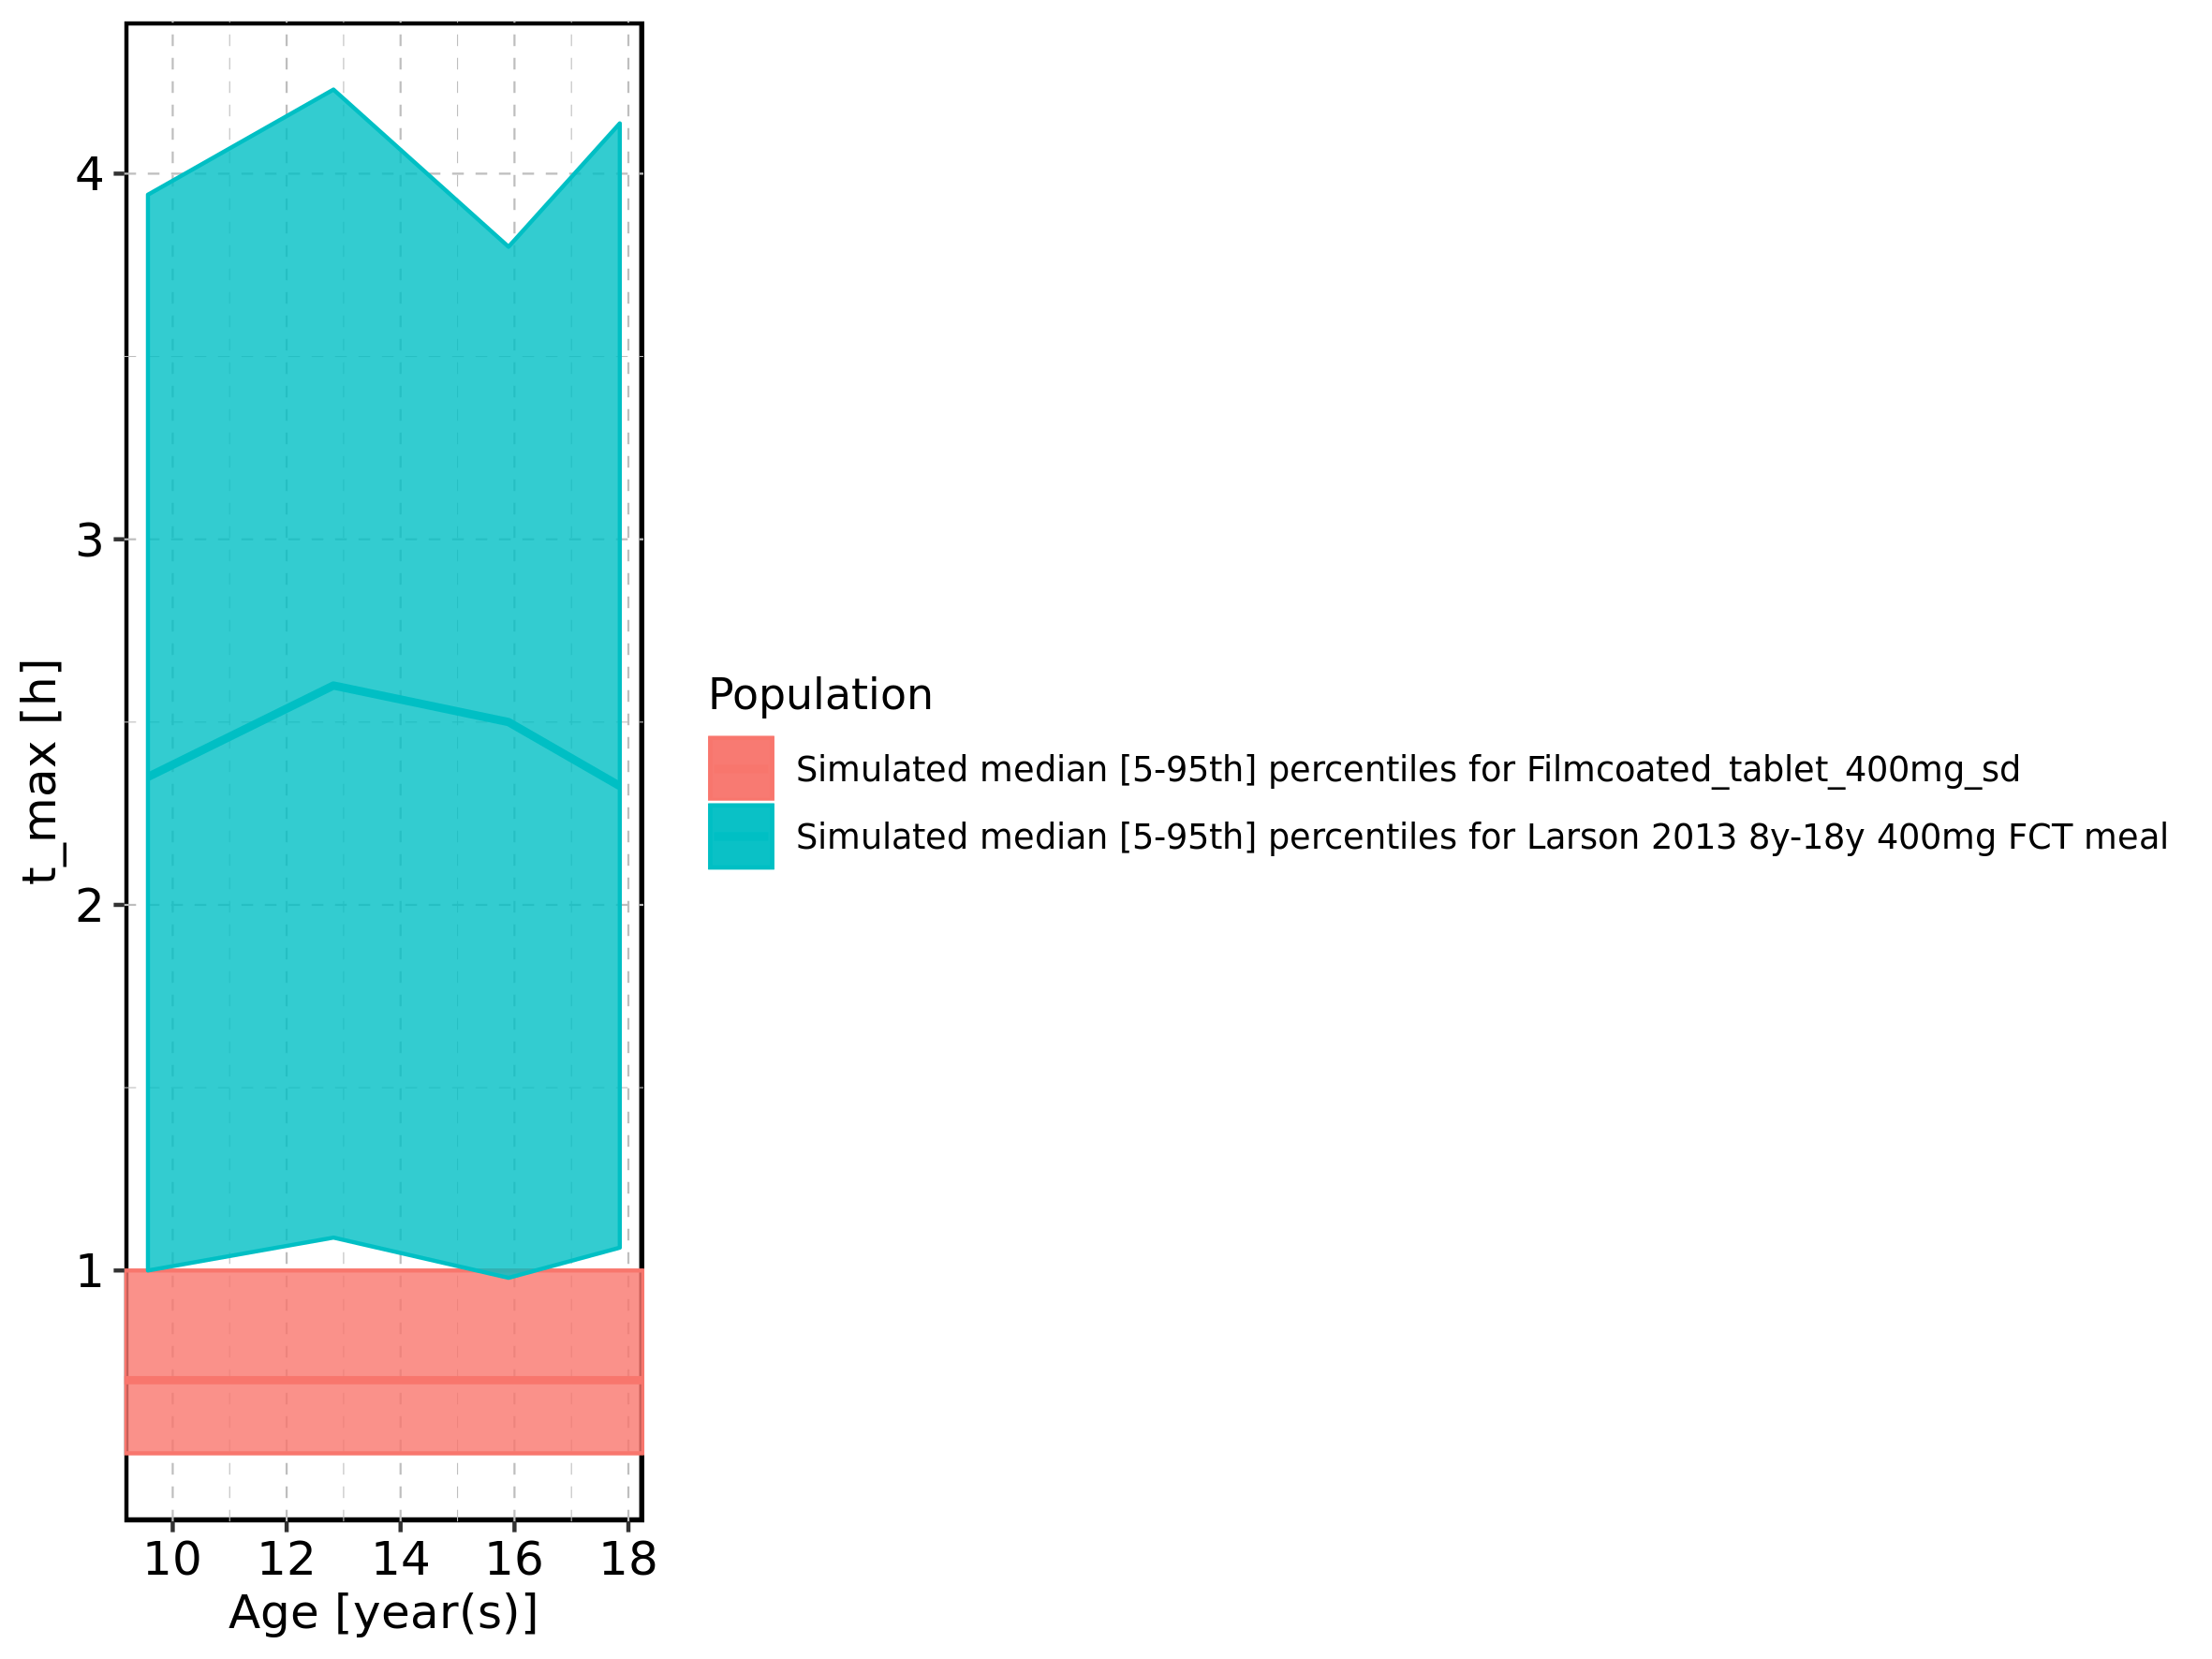 4
3
2
1
t_max [h]
10 12 14 16 18
Age [year(s)]
Population
Simulated median [5-95th] percentiles for Filmcoated_tablet_400mg_sd
Simulated median [5-95th] percentiles for Larson 2013 8y-18y 400mg FCT meal